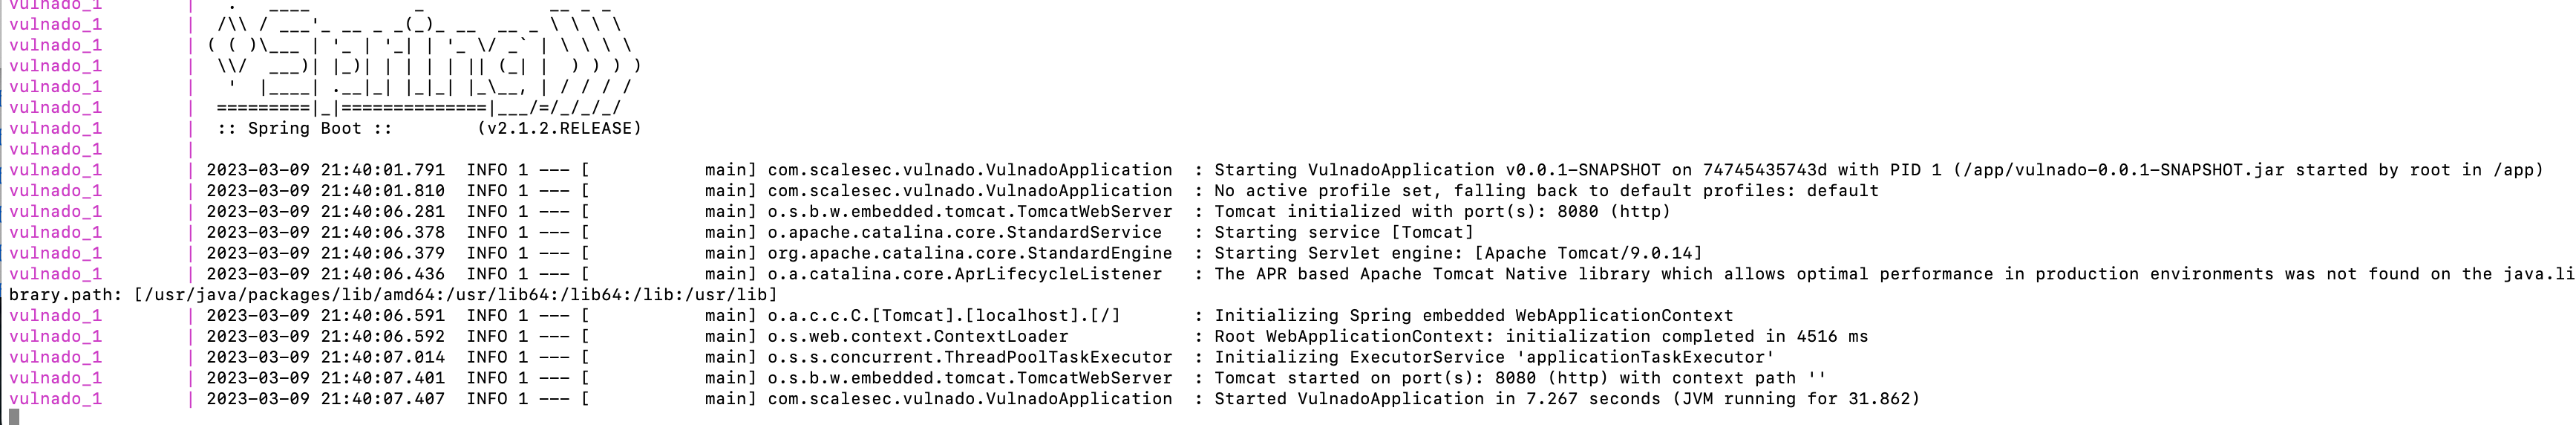 vulnado_1        |   .   ____          _            __ _ _
vulnado_1        |  /\\ / ___'_ __ _ _(_)_ __  __ _ \ \ \ \
vulnado_1        | ( ( )\___ | '_ | '_| | '_ \/ _` | \ \ \ \
vulnado_1        |  \\/  ___)| |_)| | | | | || (_| |  ) ) ) )
vulnado_1        |   '  |____| .__|_| |_|_| |_\__, | / / / /
vulnado_1        |  =========|_|==============|___/=/_/_/_/
vulnado_1        |  :: Spring Boot ::        (v2.1.2.RELEASE)
vulnado_1        |
vulnado_1        | 2023-03-09 21:40:01.791  INFO 1 --- [           main] com.scalesec.vulnado.VulnadoApplication  : Starting VulnadoApplication v0.0.1-SNAPSHOT on 74745435743d with PID 1 (/app/vulnado-0.0.1-SNAPSHOT.jar started by root in /app)
vulnado_1        | 2023-03-09 21:40:01.810  INFO 1 --- [           main] com.scalesec.vulnado.VulnadoApplication  : No active profile set, falling back to default profiles: default
vulnado_1        | 2023-03-09 21:40:06.281  INFO 1 --- [           main] o.s.b.w.embedded.tomcat.TomcatWebServer  : Tomcat initialized with port(s): 8080 (http)
vulnado_1        | 2023-03-09 21:40:06.378  INFO 1 --- [           main] o.apache.catalina.core.StandardService   : Starting service [Tomcat]
vulnado_1        | 2023-03-09 21:40:06.379  INFO 1 --- [           main] org.apache.catalina.core.StandardEngine  : Starting Servlet engine: [Apache Tomcat/9.0.14]
vulnado_1        | 2023-03-09 21:40:06.436  INFO 1 --- [           main] o.a.catalina.core.AprLifecycleListener   : The APR based Apache Tomcat Native library which allows optimal performance in production environments was not found on the java.li
brary.path: [/usr/java/packages/lib/amd64:/usr/lib64:/lib64:/lib:/usr/lib]
vulnado_1        | 2023-03-09 21:40:06.591  INFO 1 --- [           main] o.a.c.c.C.[Tomcat].[localhost].[/]       : Initializing Spring embedded WebApplicationContext
vulnado_1        | 2023-03-09 21:40:06.592  INFO 1 --- [           main] o.s.web.context.ContextLoader            : Root WebApplicationContext: initialization completed in 4516 ms
vulnado_1        | 2023-03-09 21:40:07.014  INFO 1 --- [           main] o.s.s.concurrent.ThreadPoolTaskExecutor  : Initializing ExecutorService 'applicationTaskExecutor'
vulnado_1        | 2023-03-09 21:40:07.401  INFO 1 --- [           main] o.s.b.w.embedded.tomcat.TomcatWebServer  : Tomcat started on port(s): 8080 (http) with context path ''
vulnado_1        | 2023-03-09 21:40:07.407  INFO 1 --- [           main] com.scalesec.vulnado.VulnadoApplication  : Started VulnadoApplication in 7.267 seconds (JVM running for 31.862)